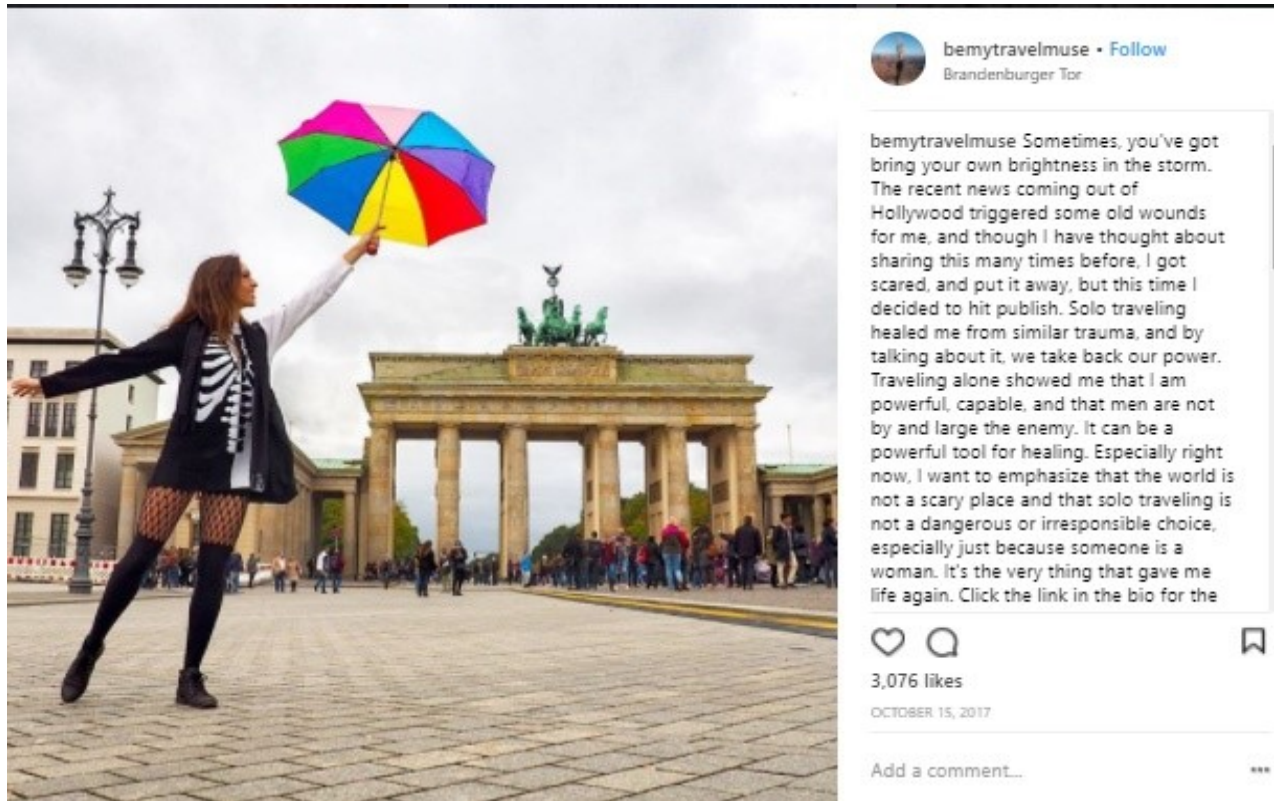 bemytravelmuse • Follow
Brandenburger Tor
bemytravelmuse Sometimes, you've got
bring your own brightness in the storm.
The recent news coming out of
Hollywood triggered some old wounds
for me, and though I have thought about
sharing this many times before, I got
scared, and put it away, but this time I
decided to hit publish. Solo traveling
healed me from similar trauma, and by
talking about it, we take back our power.
Traveling alone showed me that I am
powerful, capable, and that men are not
by and large the enemy. It can be a
powerful tool for healing. Especially right
now, I want to emphasize that the world is
not a scary place and that solo traveling is
not a dangerous or irresponsible choice,
especially just because someone is a
woman. It's the very thing that gave me
life again. Click the link in the bio for the
3,076 likes
OCTOBER 15, 2017
Add a comment...